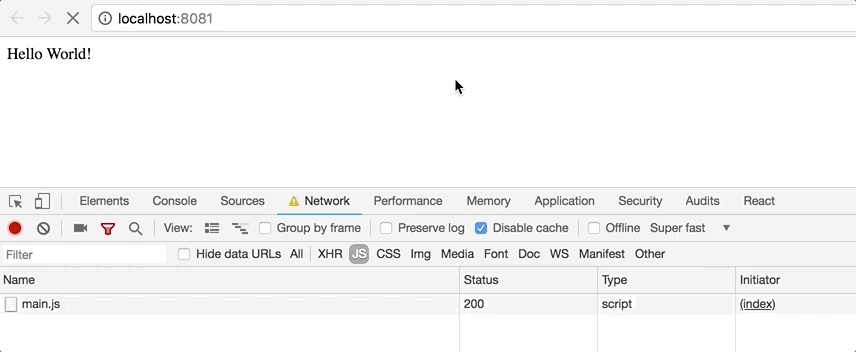 localhost:8081
Hello World!
Elements Console Sources Network Performance Memory Application Security Audits React
View: Group by frame Preserve log Disable cache Offline Super fast
Filter Hide data URLs All XHR JS CSS Img Media Font Doc WS Manifest Other
Name Status Type Initiator
main.js 200 script (index)